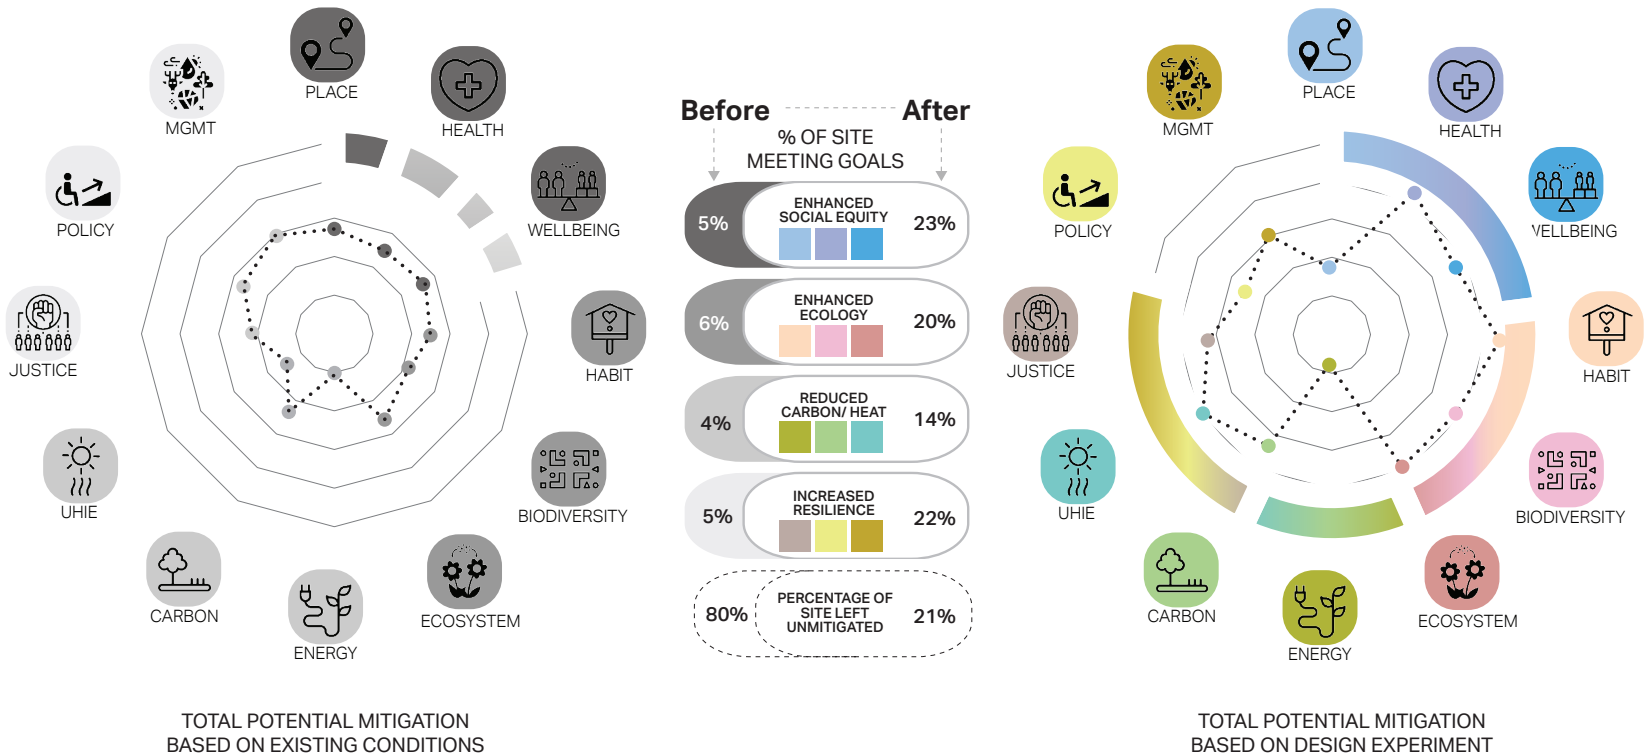 PLACE
MGMT
HEALTH
POLICY
WELLBEING
JUSTICE
HABIT
UHIE
BIODIVERSITY
CARBON
ECOSYSTEM
ENERGY
TOTAL POTENTIAL MITIGATION
BASED ON EXISTING CONDITIONS
Before
After
% OF SITE
MEETING GOALS
5%
ENHANCED
SOCIAL EQUITY
23%
6%
ENHANCED
ECOLOGY
20%
4%
REDUCED
CARBON/ HEAT
14%
5%
INCREASED
RESILIENCE
22%
80%
PERCENTAGE OF
SITE LEFT
UNMITIGATED
21%
PLACE
MGMT
HEALTH
POLICY
WELLBEING
JUSTICE
HABIT
UHIE
BIODIVERSITY
CARBON
ECOSYSTEM
ENERGY
TOTAL POTENTIAL MITIGATION
BASED ON DESIGN EXPERIMENT